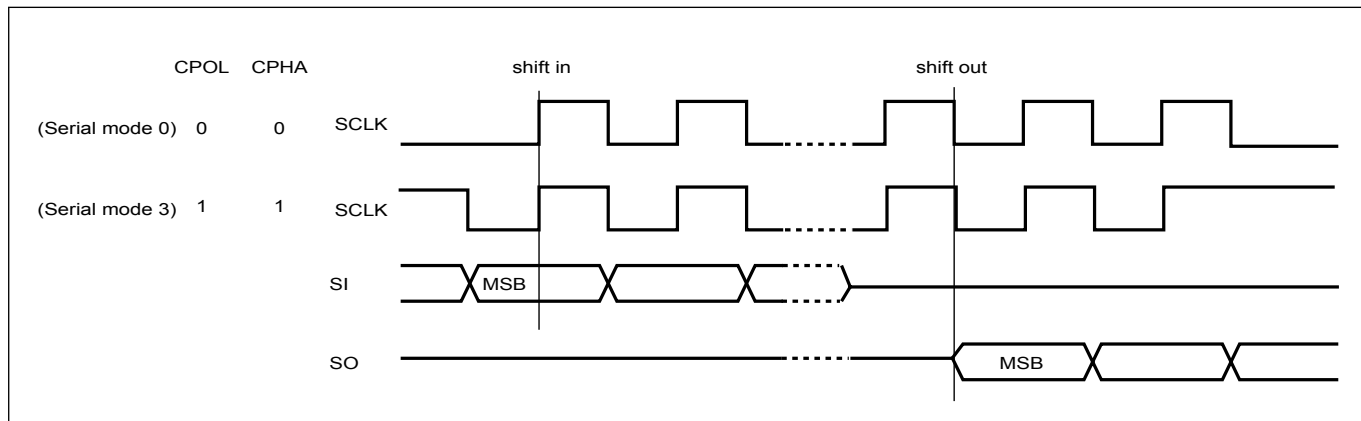 CPOL CPHA shift in shift out
(Serial mode 0) 0 0 SCLK
(Serial mode 3) 1 1 SCLK
SI MSB
SO MSB